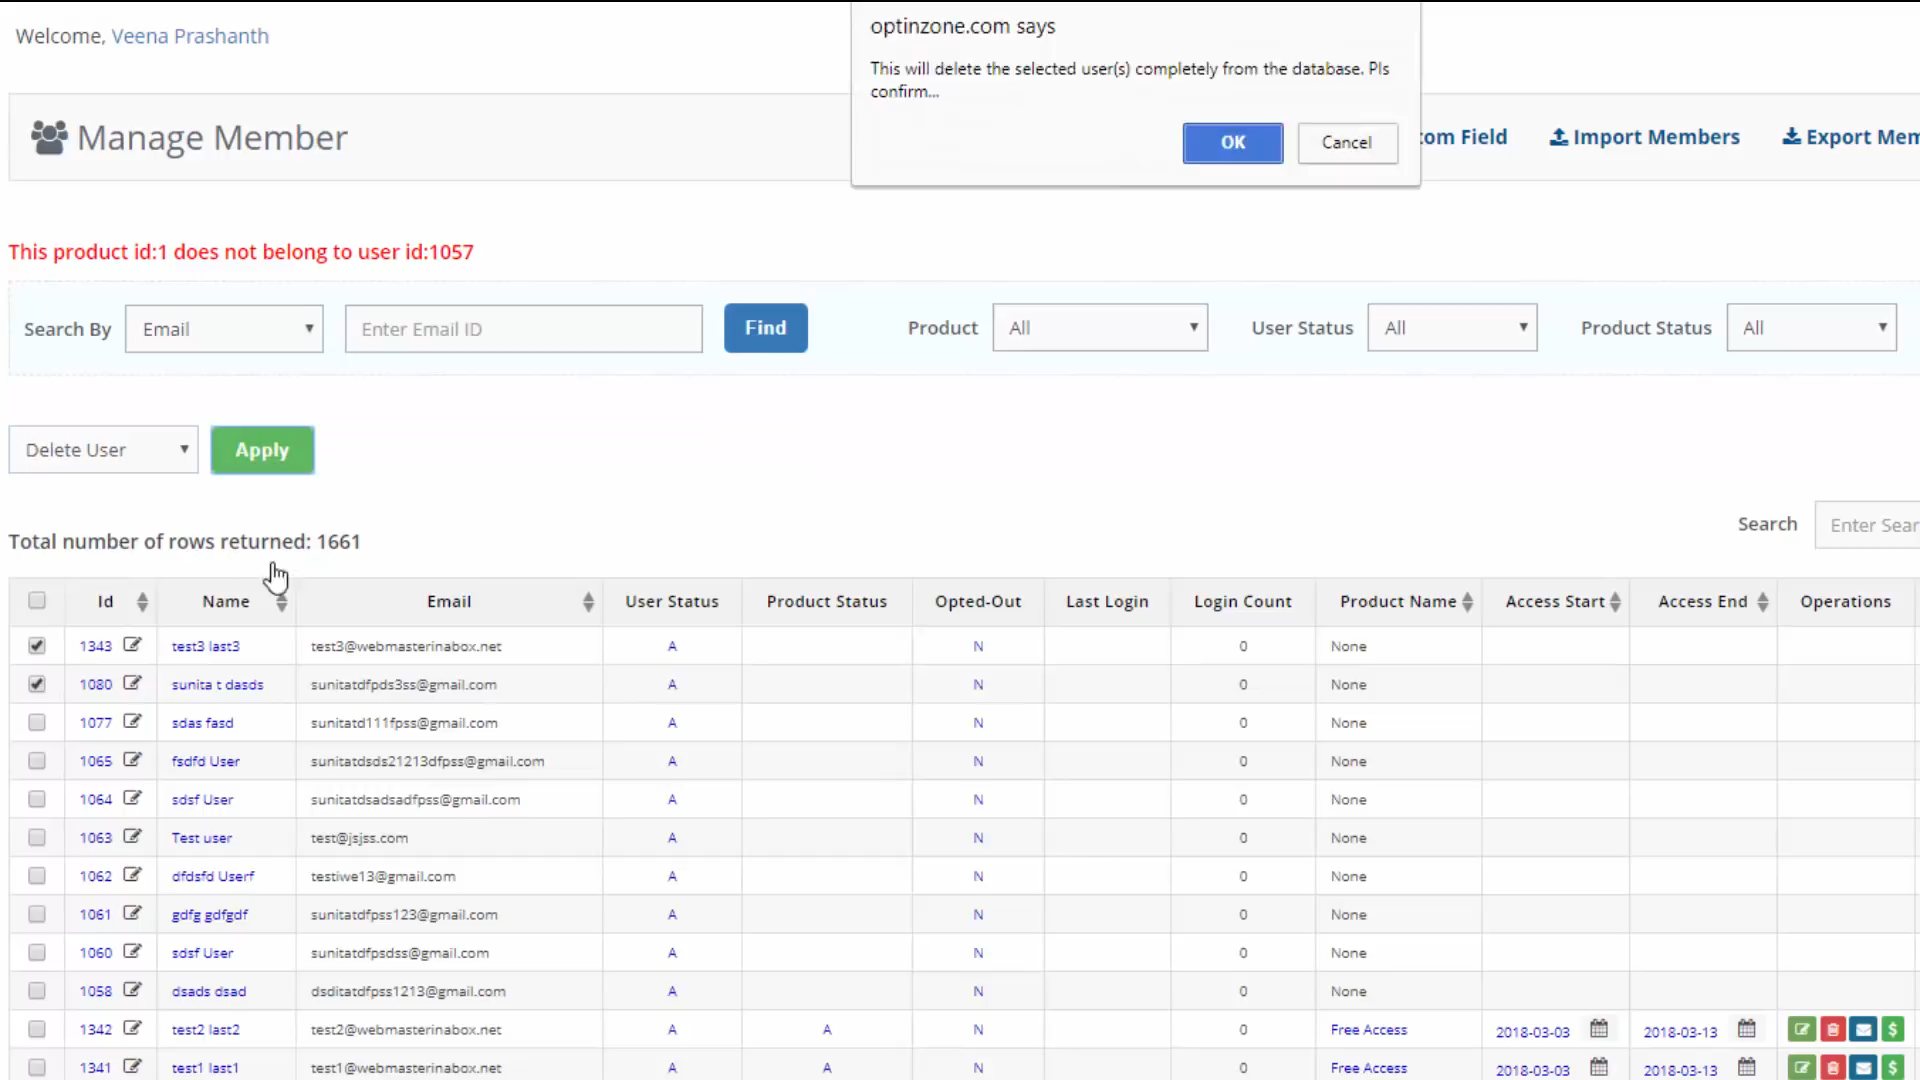 Welcome, Veena Prashanth
optinzone.com says
This will delete the selected user(s) completely from the database. Pls
confirm...
OK Cancel
Manage Member
om Field Import Members Export Mem
This product id:1 does not belong to user id:1057
Search By Email Enter Email ID Find Product All User Status All Product Status All
Delete User Apply
Search Enter Sear
Total number of rows returned: 1661
Id Name Email User Status Product Status Opted-Out Last Login Login Count Product Name Access Start Access End Operations
1343 test3 last3 test3@webmasterinabox.net A N 0 None
1080 sunita t dasds sunitatdfpds3ss@gmail.com A N 0 None
1077 sdas fasd sunitatd111fpss@gmail.com A N 0 None
1065 fsdfd User sunitatdsds21213dfpss@gmail.com A N 0 None
1064 sdsf User sunitatdsadsadfpss@gmail.com A N 0 None
1063 Test user test@jsjss.com A N 0 None
1062 dfdsfd Userf testiwe13@gmail.com A N 0 None
1061 gdfg gdfgdf sunitatdfpss123@gmail.com A N 0 None
1060 sdsf User sunitatdfpsdss@gmail.com A N 0 None
1058 dsads dsad dsditatdfpss1213@gmail.com A N 0 None
1342 test2 last2 test2@webmasterinabox.net A A N 0 Free Access 2018-03-03 2018-03-13 $
1341 test1 last1 test1@webmasterinabox.net A A N 0 Free Access 2018-03-03 2018-03-13 $